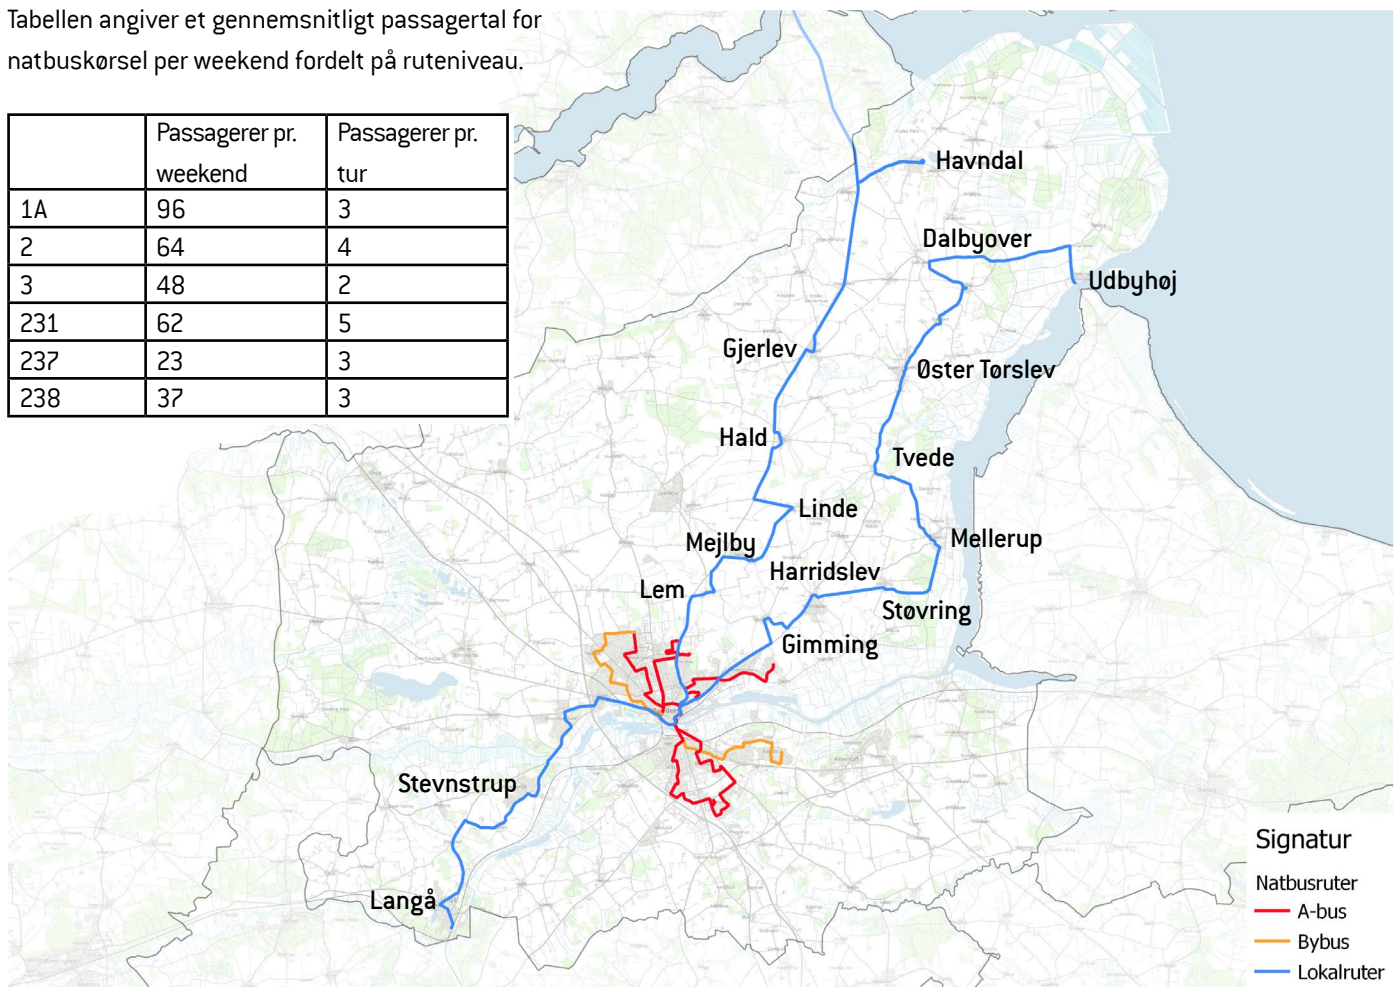 Tabellen angiver et gennemsnitligt passagertal for
natbuskørsel per weekend fordelt på ruteniveau.
Passagerer pr. weekend Passagerer pr. tur
1A 96 3
2 64 4
3 48 2
231 62 5
237 23 3
238 37 3
Havndal
Dalbyover
Udbyhøj
Gjerlev
Øster Tørslev
Hald
Tvede
Linde
Mejlby
Mellerup
Harridslev
Lem
Støvring
Gimming
Stevnstrup
Langå
Signatur
Natbusruter
A-bus
Bybus
Lokalruter